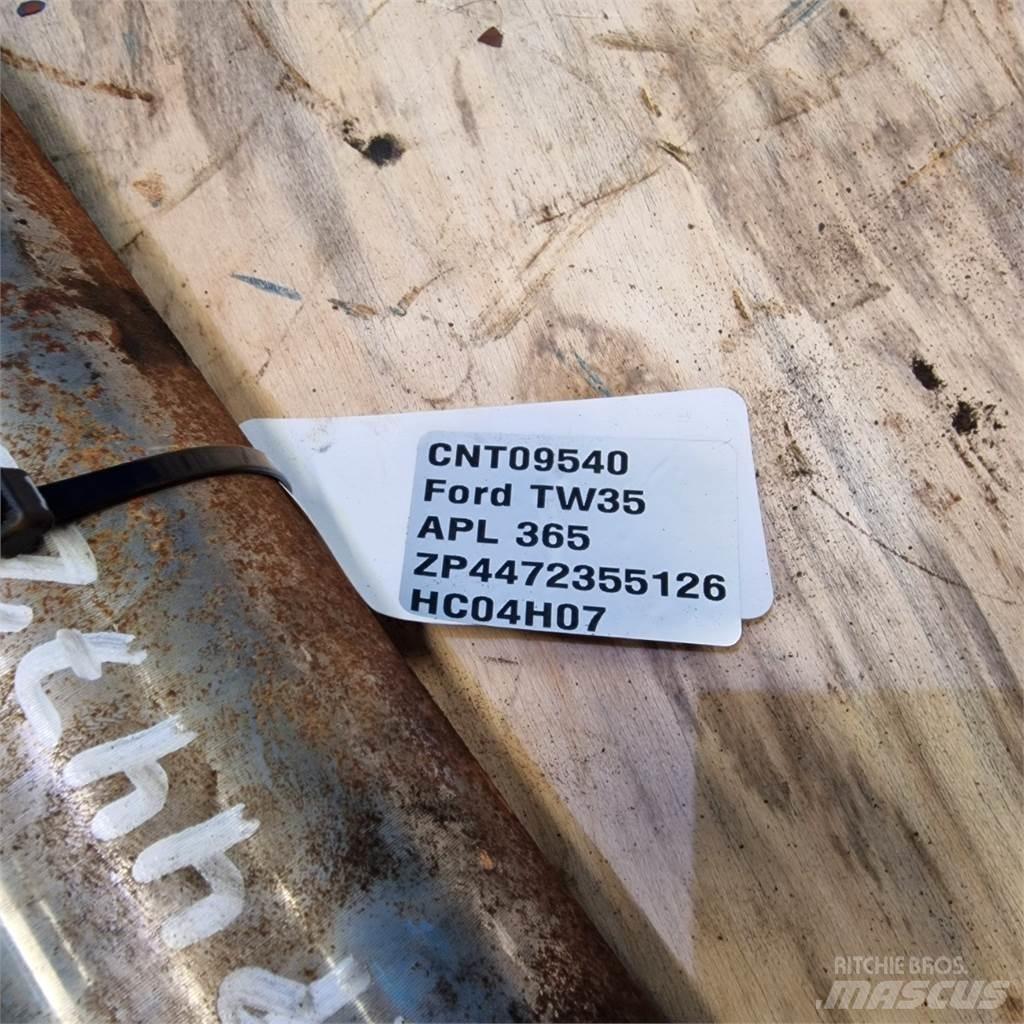 CNT09540
Ford TW35
APL 365
ZP4472355126
HC04H07
RITCHIE BROS.
MASCUS